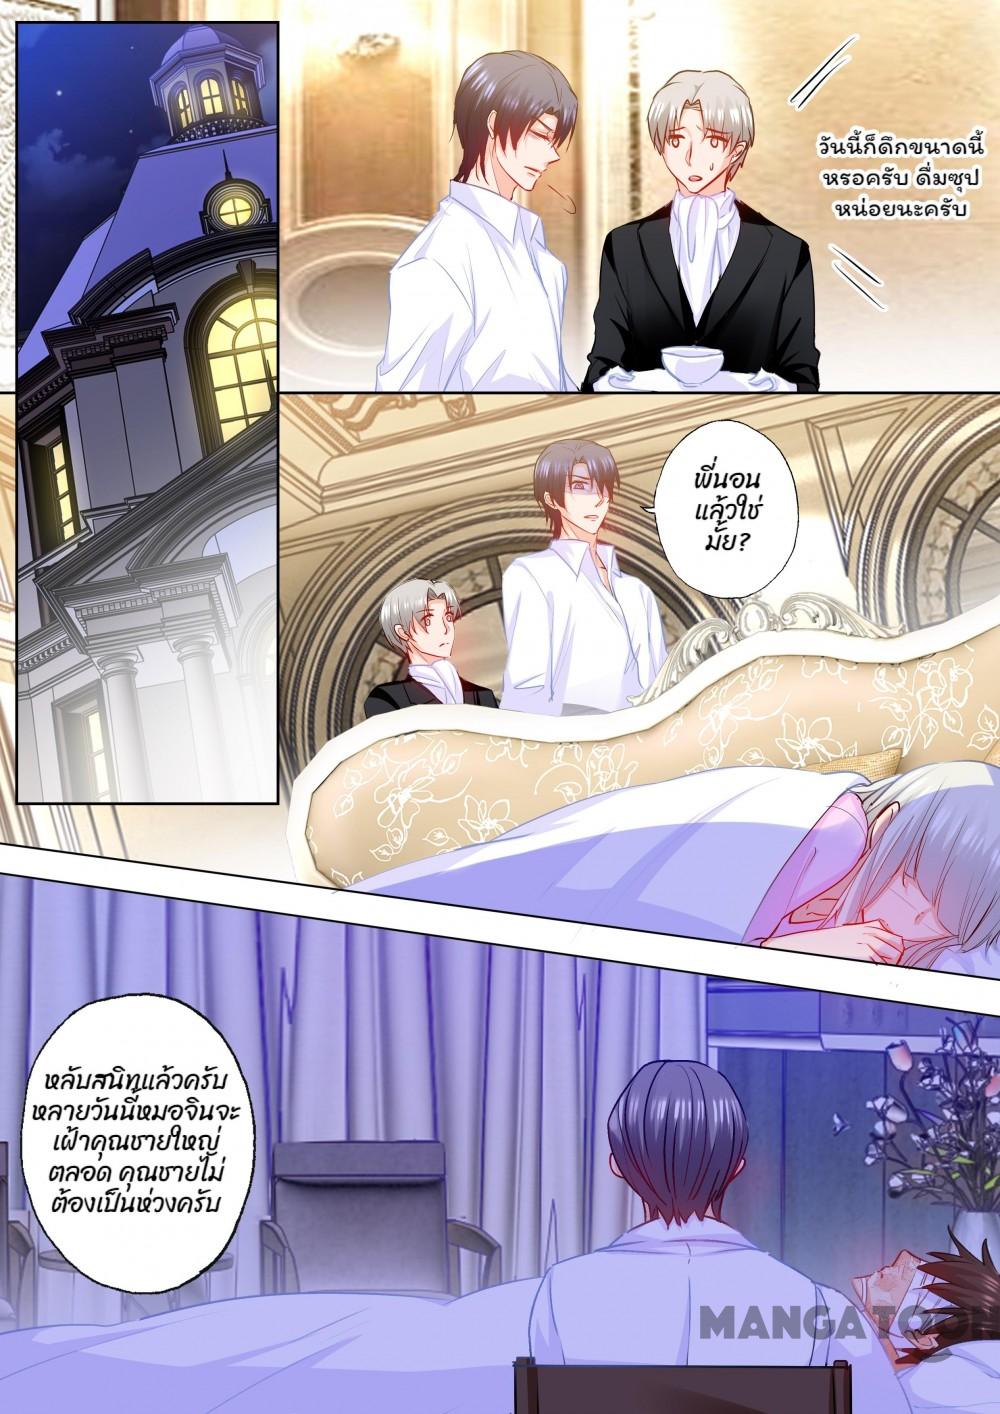 วันนี้ก็ดึกขนาดนี้
หรอครับ ดื่มซุป
หน่อยนะครับ
พี่นอน
แล้วใช่
มั้ย?
หลับสนิทแล้วครับ
หลายวันนี้หมอจินจะ
เฝ้าคุณชายใหญ่
ตลอด คุณชายไม่
ต้องเป็นห่วงครับ
MANGATOON